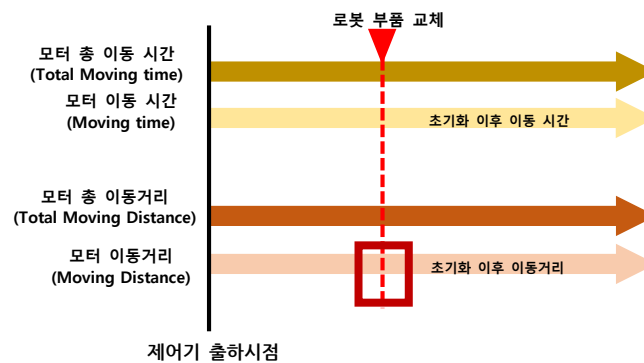 로봇 부품 교체
모터 총 이동 시간
(Total Moving time)
모터 이동 시간
(Moving time)
초기화 이후 이동 시간
모터 총 이동거리
(Total Moving Distance)
모터 이동거리
(Moving Distance)
초기화 이후 이동거리
제어기 출하시점